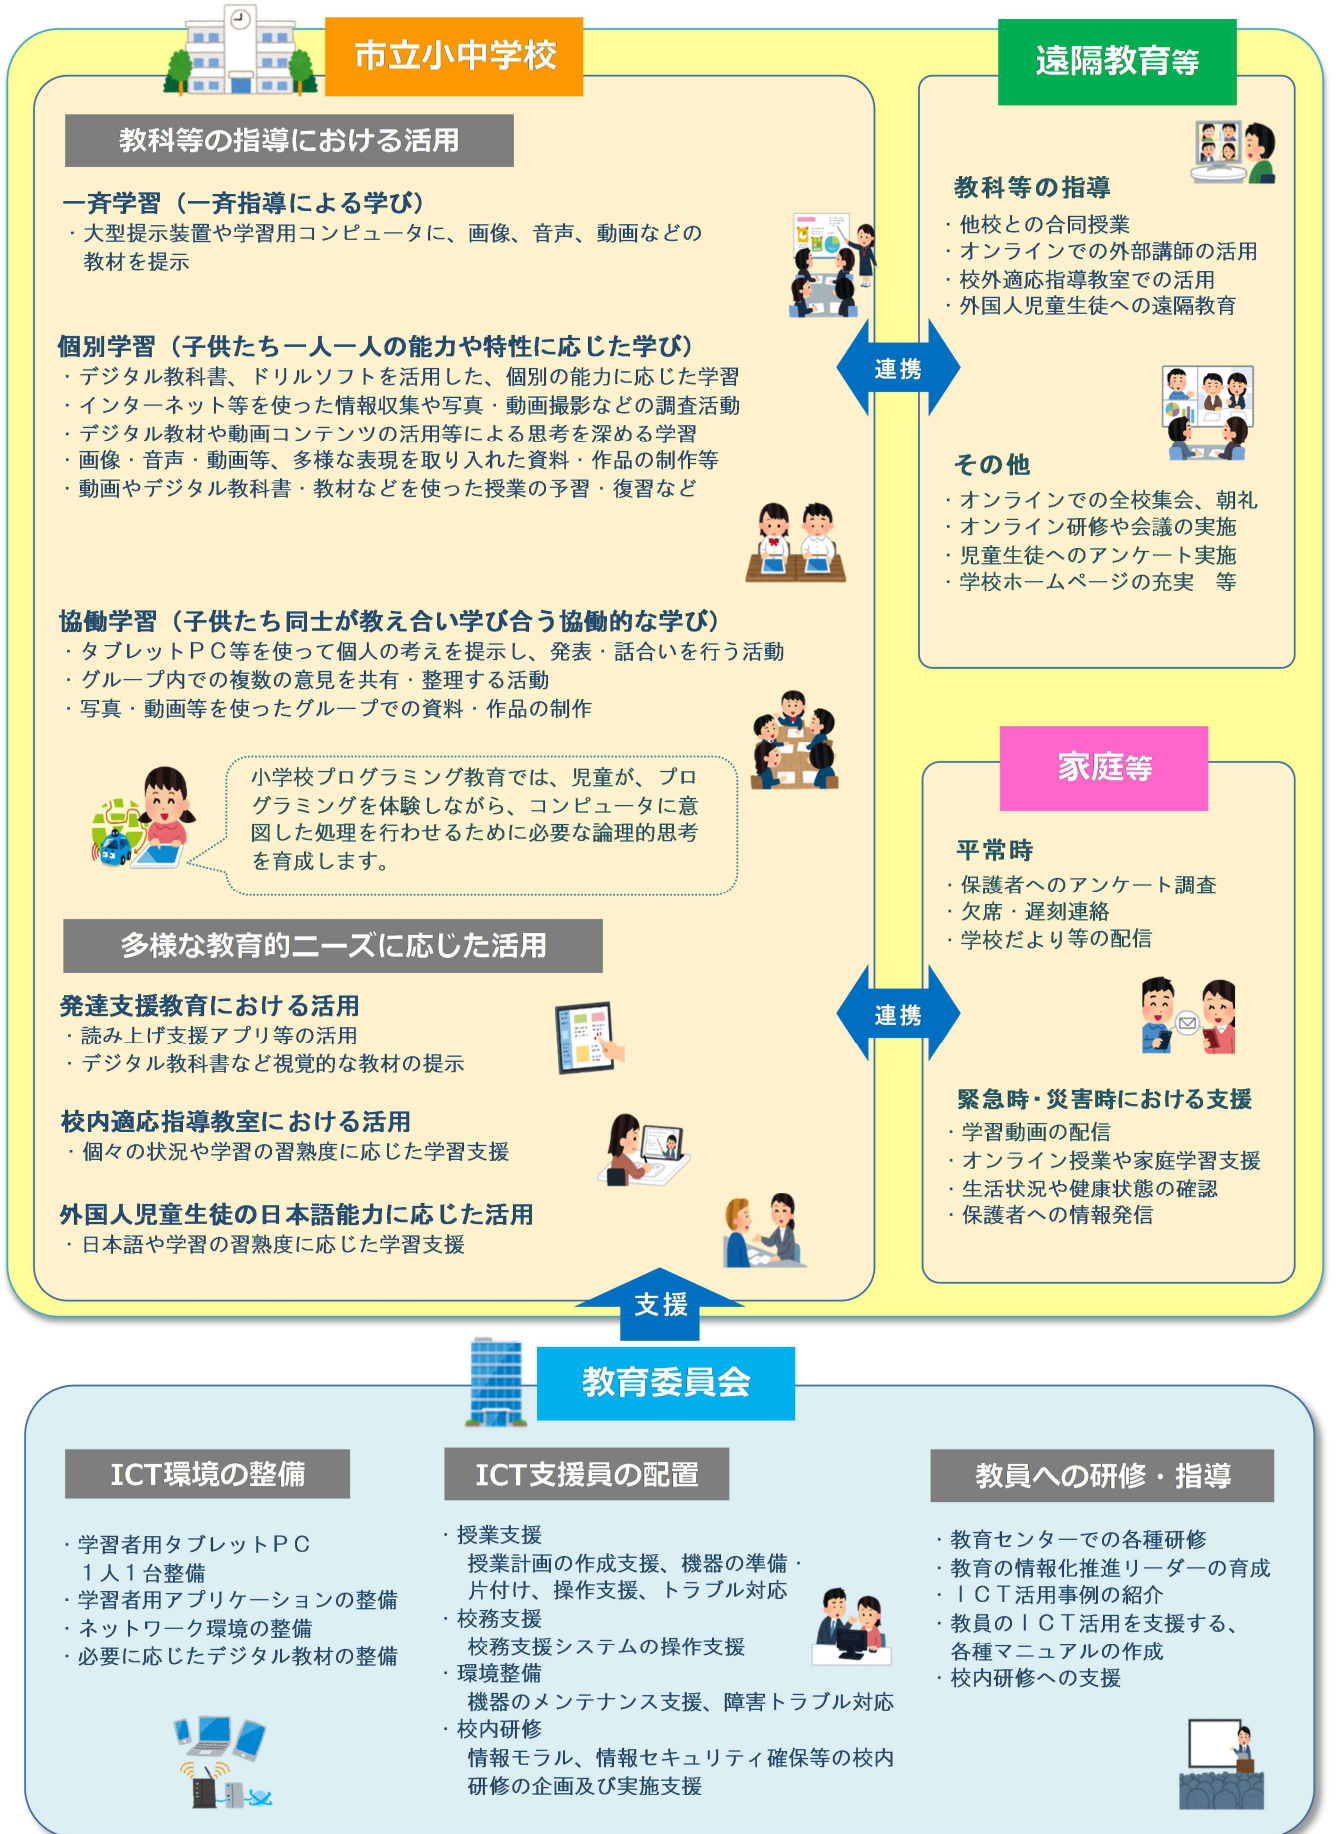 市立小中学校
教科等の指導における活用
一斉学習（一斉指導による学び）
・大型提示装置や学習用コンピュータに、画像、音声、動画などの
教材を提示
個別学習（子供たち一人一人の能力や特性に応じた学び）
・デジタル教科書、ドリルソフトを活用した、個別の能力に応じた学習
・インターネット等を使った情報収集や写真・動画撮影などの調査活動
・デジタル教材や動画コンテンツの活用等による思考を深める学習
・画像・音声・動画等、多様な表現を取り入れた資料・作品の制作等
・動画やデジタル教科書・教材などを使った授業の予習・復習など
協働学習（子供たち同士が教え合い学び合う協働的な学び）
・タブレットＰＣ等を使って個人の考えを提示し、発表・話合いを行う活動
・グループ内での複数の意見を共有・整理する活動
・写真・動画等を使ったグループでの資料・作品の制作
小学校プログラミング教育では、児童が、プロ
グラミングを体験しながら、コンピュータに意
図した処理を行わせるために必要な論理的思考
を育成します。
多様な教育的ニーズに応じた活用
発達支援教育における活用
・読み上げ支援アプリ等の活用
・デジタル教科書など視覚的な教材の提示
校内適応指導教室における活用
・個々の状況や学習の習熟度に応じた学習支援
外国人児童生徒の日本語能力に応じた活用
・日本語や学習の習熟度に応じた学習支援
連携
連携
遠隔教育等
教科等の指導
・他校との合同授業
・オンラインでの外部講師の活用
・校外適応指導教室での活用
・外国人児童生徒への遠隔教育
その他
・オンラインでの全校集会、朝礼
・オンライン研修や会議の実施
・児童生徒へのアンケート実施
・学校ホームページの充実　等
家庭等
平常時
・保護者へのアンケート調査
・欠席・遅刻連絡
・学校だより等の配信
緊急時・災害時における支援
・学習動画の配信
・オンライン授業や家庭学習支援
・生活状況や健康状態の確認
・保護者への情報発信
支援
教育委員会
ICT環境の整備
・学習者用タブレットＰＣ
１人１台整備
・学習者用アプリケーションの整備
・ネットワーク環境の整備
・必要に応じたデジタル教材の整備
ICT支援員の配置
・授業支援
授業計画の作成支援、機器の準備・
片付け、操作支援、トラブル対応
・校務支援
校務支援システムの操作支援
・環境整備
機器のメンテナンス支援、障害トラブル対応
・校内研修
情報モラル、情報セキュリティ確保等の校内
研修の企画及び実施支援
教員への研修・指導
・教育センターでの各種研修
・教育の情報化推進リーダーの育成
・ＩＣＴ活用事例の紹介
・教員のＩＣＴ活用を支援する、
各種マニュアルの作成
・校内研修への支援